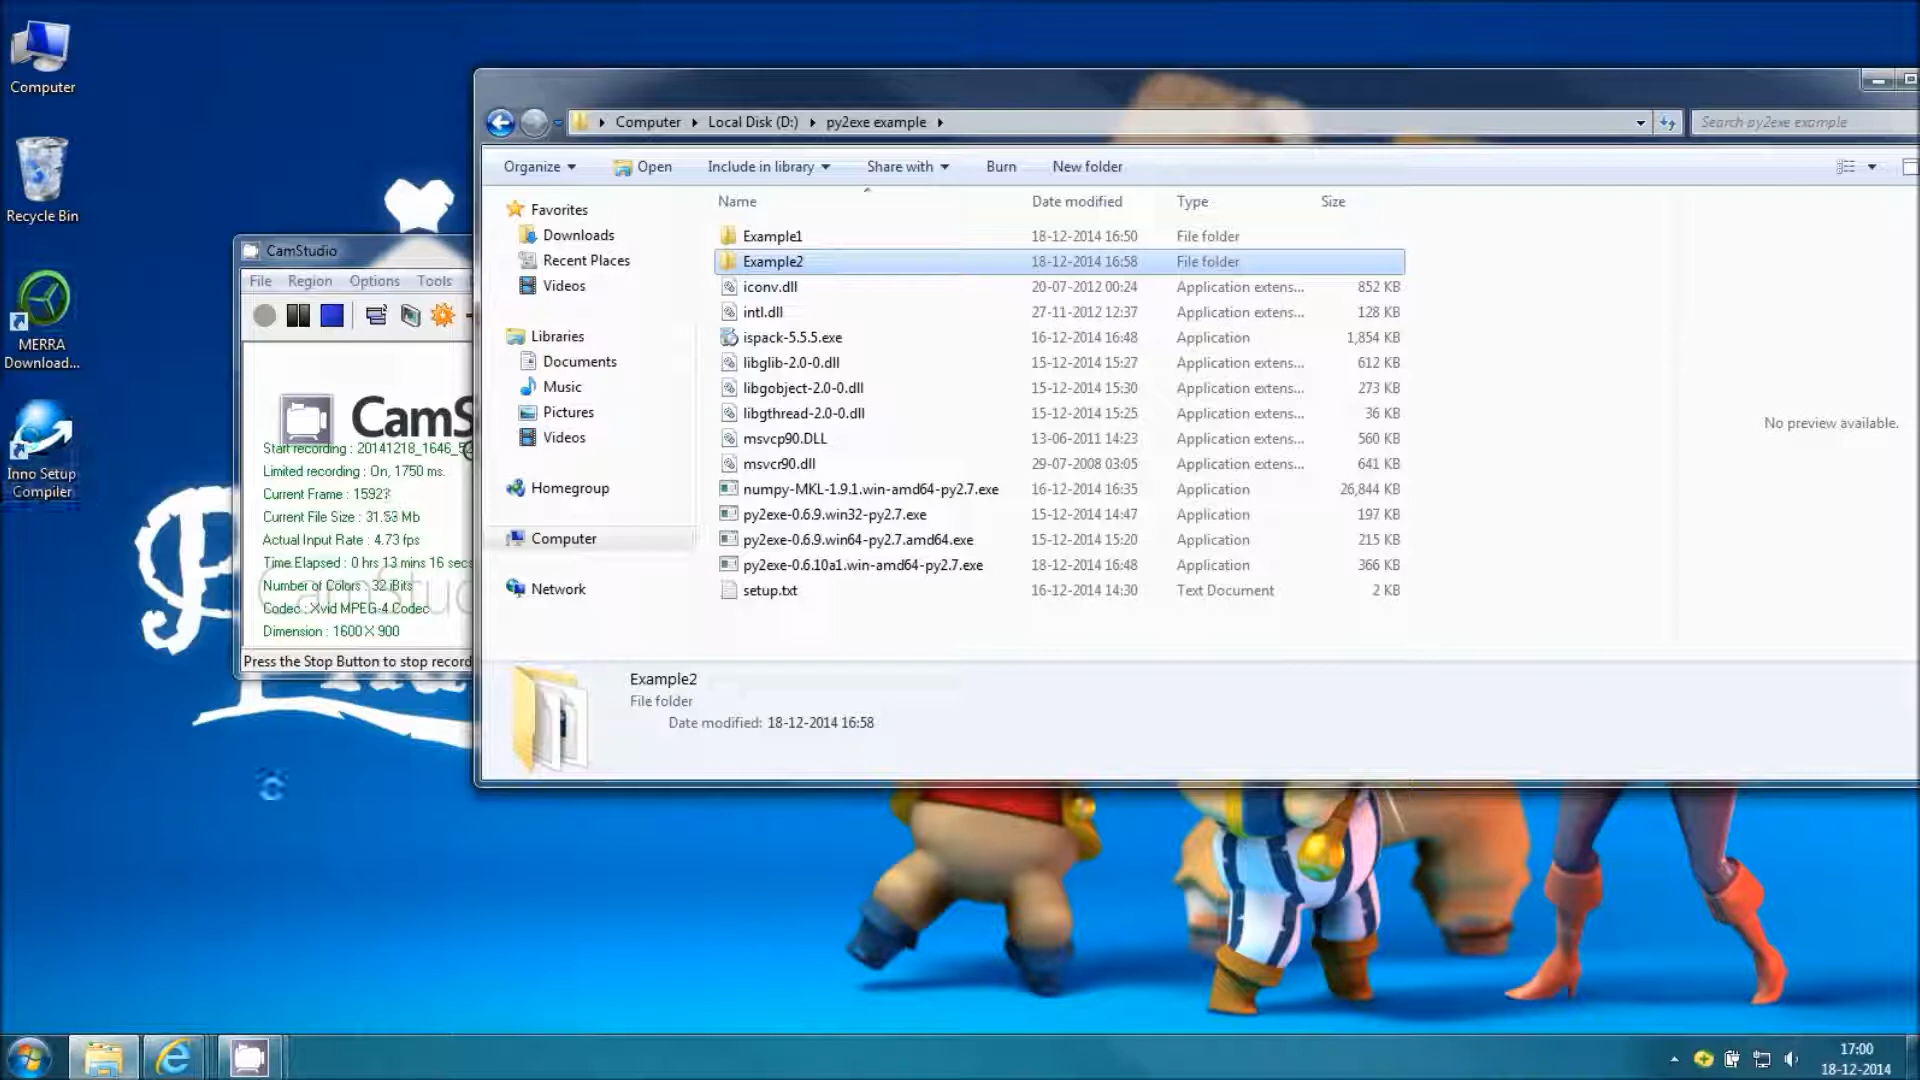 Computer
Recycle Bin
MERRA
Download...
Inno Setup
Compiler
CamStudio
File Region Options Tools
CamS
Start recording : 20141218_1646_5
Limited recording : On, 1750 ms.
Current Frame : 1592
Current File Size : 31.53 Mb
Actual Input Rate : 4.73 fps
Time Elapsed : 0 hrs 13 mins 16 secs
Number of Colors : 32 Bits
Codec : Xvid MPEG-4 Codec
Dimension : 1600 X 900
Press the Stop Button to stop record
Computer Local Disk (D:) py2exe example
Search py2exe example
Organize Open Include in library Share with Burn New folder
Favorites
Downloads
Recent Places
Videos
Libraries
Documents
Music
Pictures
Videos
Homegroup
Computer
Network
Name Date modified Type Size
Example1 18-12-2014 16:50 File folder
Example2 18-12-2014 16:58 File folder
iconv.dll 20-07-2012 00:24 Application extens... 852 KB
intl.dll 27-11-2012 12:37 Application extens... 128 KB
ispack-5.5.5.exe 16-12-2014 16:48 Application 1,854 KB
libglib-2.0-0.dll 15-12-2014 15:27 Application extens... 612 KB
libgobject-2.0-0.dll 15-12-2014 15:30 Application extens... 273 KB
libgthread-2.0-0.dll 15-12-2014 15:25 Application extens... 36 KB
msvcp90.DLL 13-06-2011 14:23 Application extens... 560 KB
msvcr90.dll 29-07-2008 03:05 Application extens... 641 KB
numpy-MKL-1.9.1.win-amd64-py2.7.exe 16-12-2014 16:35 Application 26,844 KB
py2exe-0.6.9.win32-py2.7.exe 15-12-2014 14:47 Application 197 KB
py2exe-0.6.9.win64-py2.7.amd64.exe 15-12-2014 15:20 Application 215 KB
py2exe-0.6.10a1.win-amd64-py2.7.exe 18-12-2014 16:48 Application 366 KB
setup.txt 16-12-2014 14:30 Text Document 2 KB
No preview available.
Example2
File folder
Date modified: 18-12-2014 16:58
17:00
18-12-2014